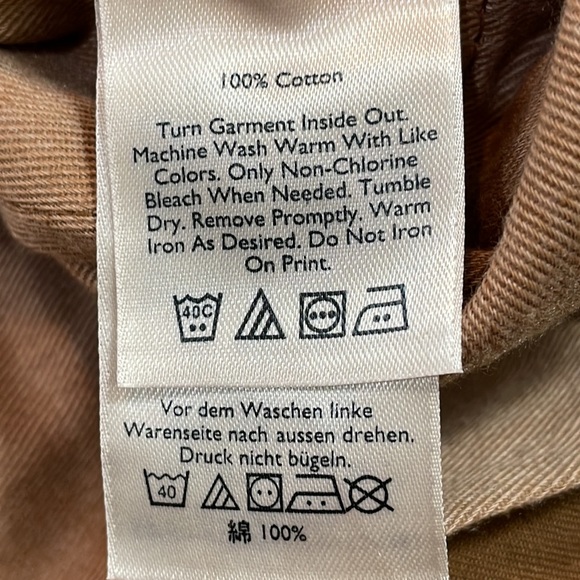 100% Cotton
Turn Garment Inside Out.
Machine Wash Warm With Like
Colors. Only Non-Chlorine
Bleach When Needed. Tumble
Dry. Remove Promptly. Warm
Iron As Desired. Do Not Iron
On Print.
40C
Vor dem Waschen linke
Warenseite nach aussen drehen.
Druck nicht bügeln.
40
綿 100%